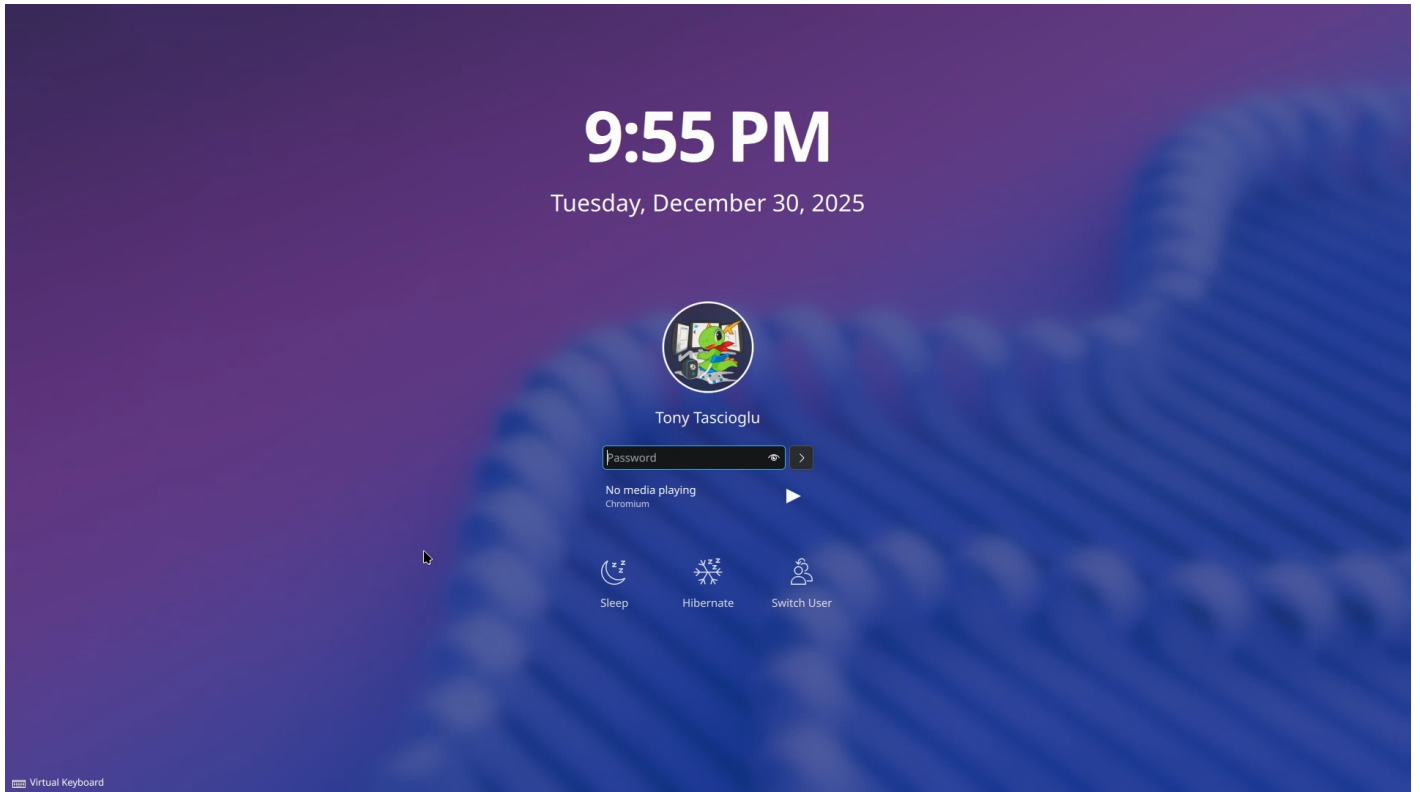 9:55 PM
Tuesday, December 30, 2025
Tony Tascioglu
Password
No media playing
Chromium
Sleep
Hibernate
Switch User
Virtual Keyboard